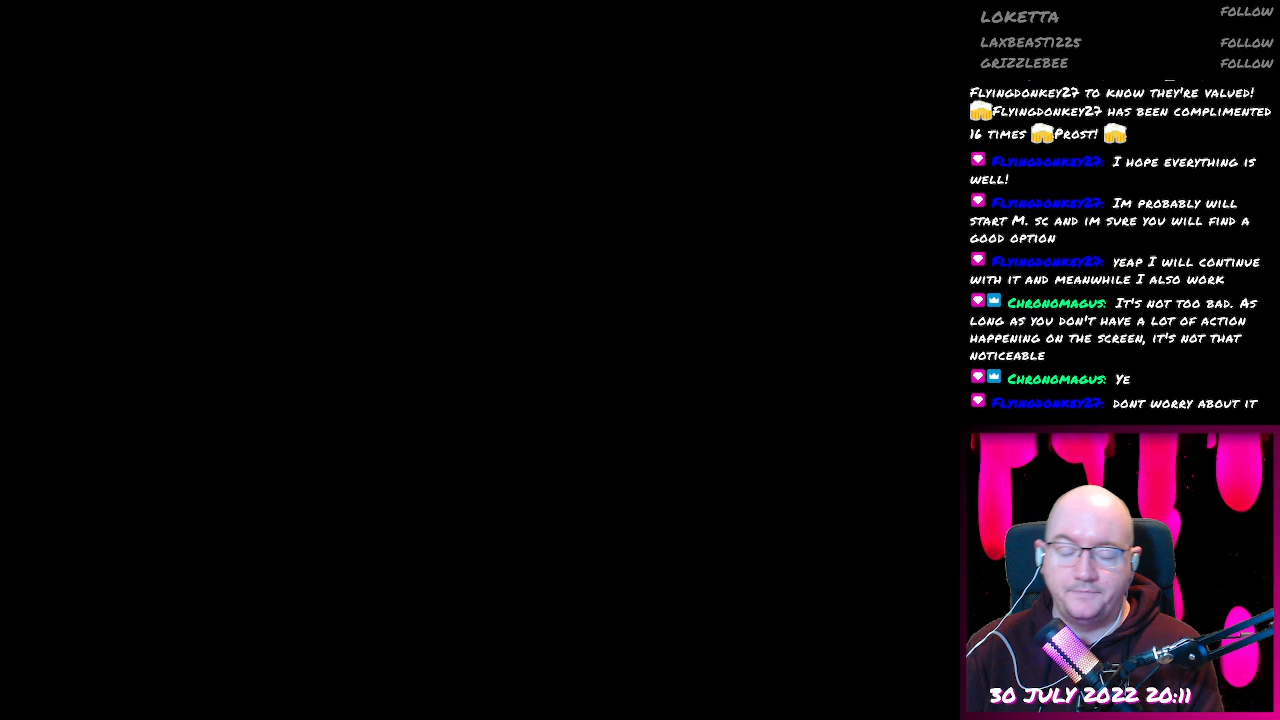 LOKETTA FOLLOW
LAXBEAST1225 FOLLOW
GRIZZLEBEE FOLLOW
FLYINGDONKEY27 TO KNOW THEY'RE VALUED!
FLYINGDONKEY27 HAS BEEN COMPLIMENTED
16 TIMES PROST!
FLYINGDONKEY27: I HOPE EVERYTHING IS
WELL!
FLYINGDONKEY27: IM PROBABLY WILL
START M. SC AND IM SURE YOU WILL FIND A
GOOD OPTION
FLYINGDONKEY27: YEAP I WILL CONTINUE
WITH IT AND MEANWHILE I ALSO WORK
CHRONOMAGUS: IT'S NOT TOO BAD. AS
LONG AS YOU DON'T HAVE A LOT OF ACTION
HAPPENING ON THE SCREEN, IT'S NOT THAT
NOTICEABLE
CHRONOMAGUS: YE
FLYINGDONKEY27: DONT WORRY ABOUT IT
30 JULY 2022 20:11